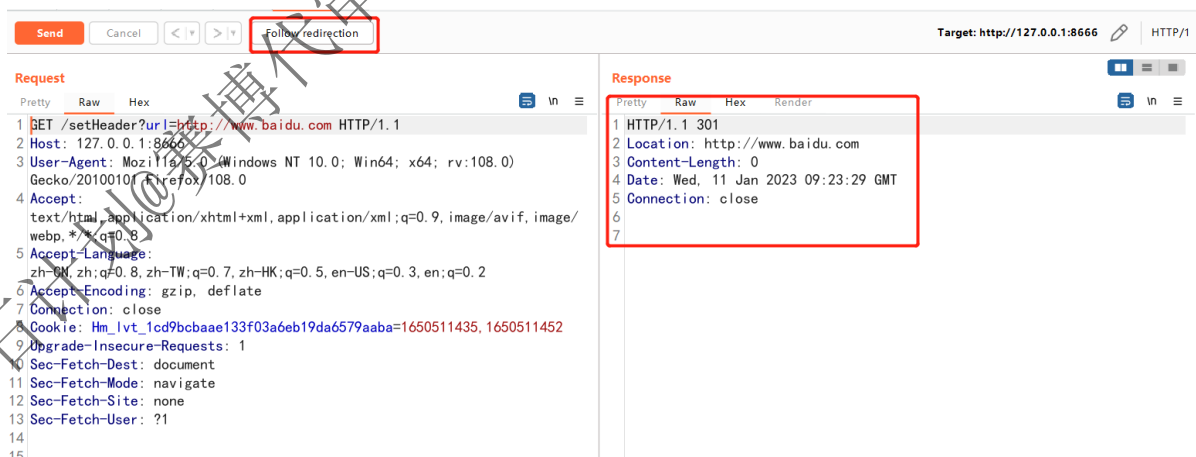 Send
Cancel
Follow redirection
Target: http://127.0.0.1:8666
HTTP/1
Request
Pretty Raw Hex
\n
1 GET /setHeader?url=http://www.baidu.com HTTP/1.1
2 Host: 127.0.0.1:8666
3 User-Agent: Mozilla/5.0 (Windows NT 10.0; Win64; x64; rv:108.0)
Gecko/20100101 Firefox/108.0
4 Accept:
text/html,application/xhtml+xml,application/xml;q=0.9,image/avif,image/
webp,*/*;q=0.8
5 Accept-Language:
zh-CN,zh;q=0.8,zh-TW;q=0.7,zh-HK;q=0.5,en-US;q=0.3,en;q=0.2
6 Accept-Encoding: gzip, deflate
7 Connection: close
8 Cookie: Hm_lvt_1cd9bcbaae133f03a6eb19da6579aaba=1650511435,1650511452
9 Upgrade-Insecure-Requests: 1
10 Sec-Fetch-Dest: document
11 Sec-Fetch-Mode: navigate
12 Sec-Fetch-Site: none
13 Sec-Fetch-User: ?1
14
15
Response
Pretty Raw Hex Render
\n
1 HTTP/1.1 301
2 Location: http://www.baidu.com
3 Content-Length: 0
4 Date: Wed, 11 Jan 2023 09:23:29 GMT
5 Connection: close
6
7
计划@赛博代